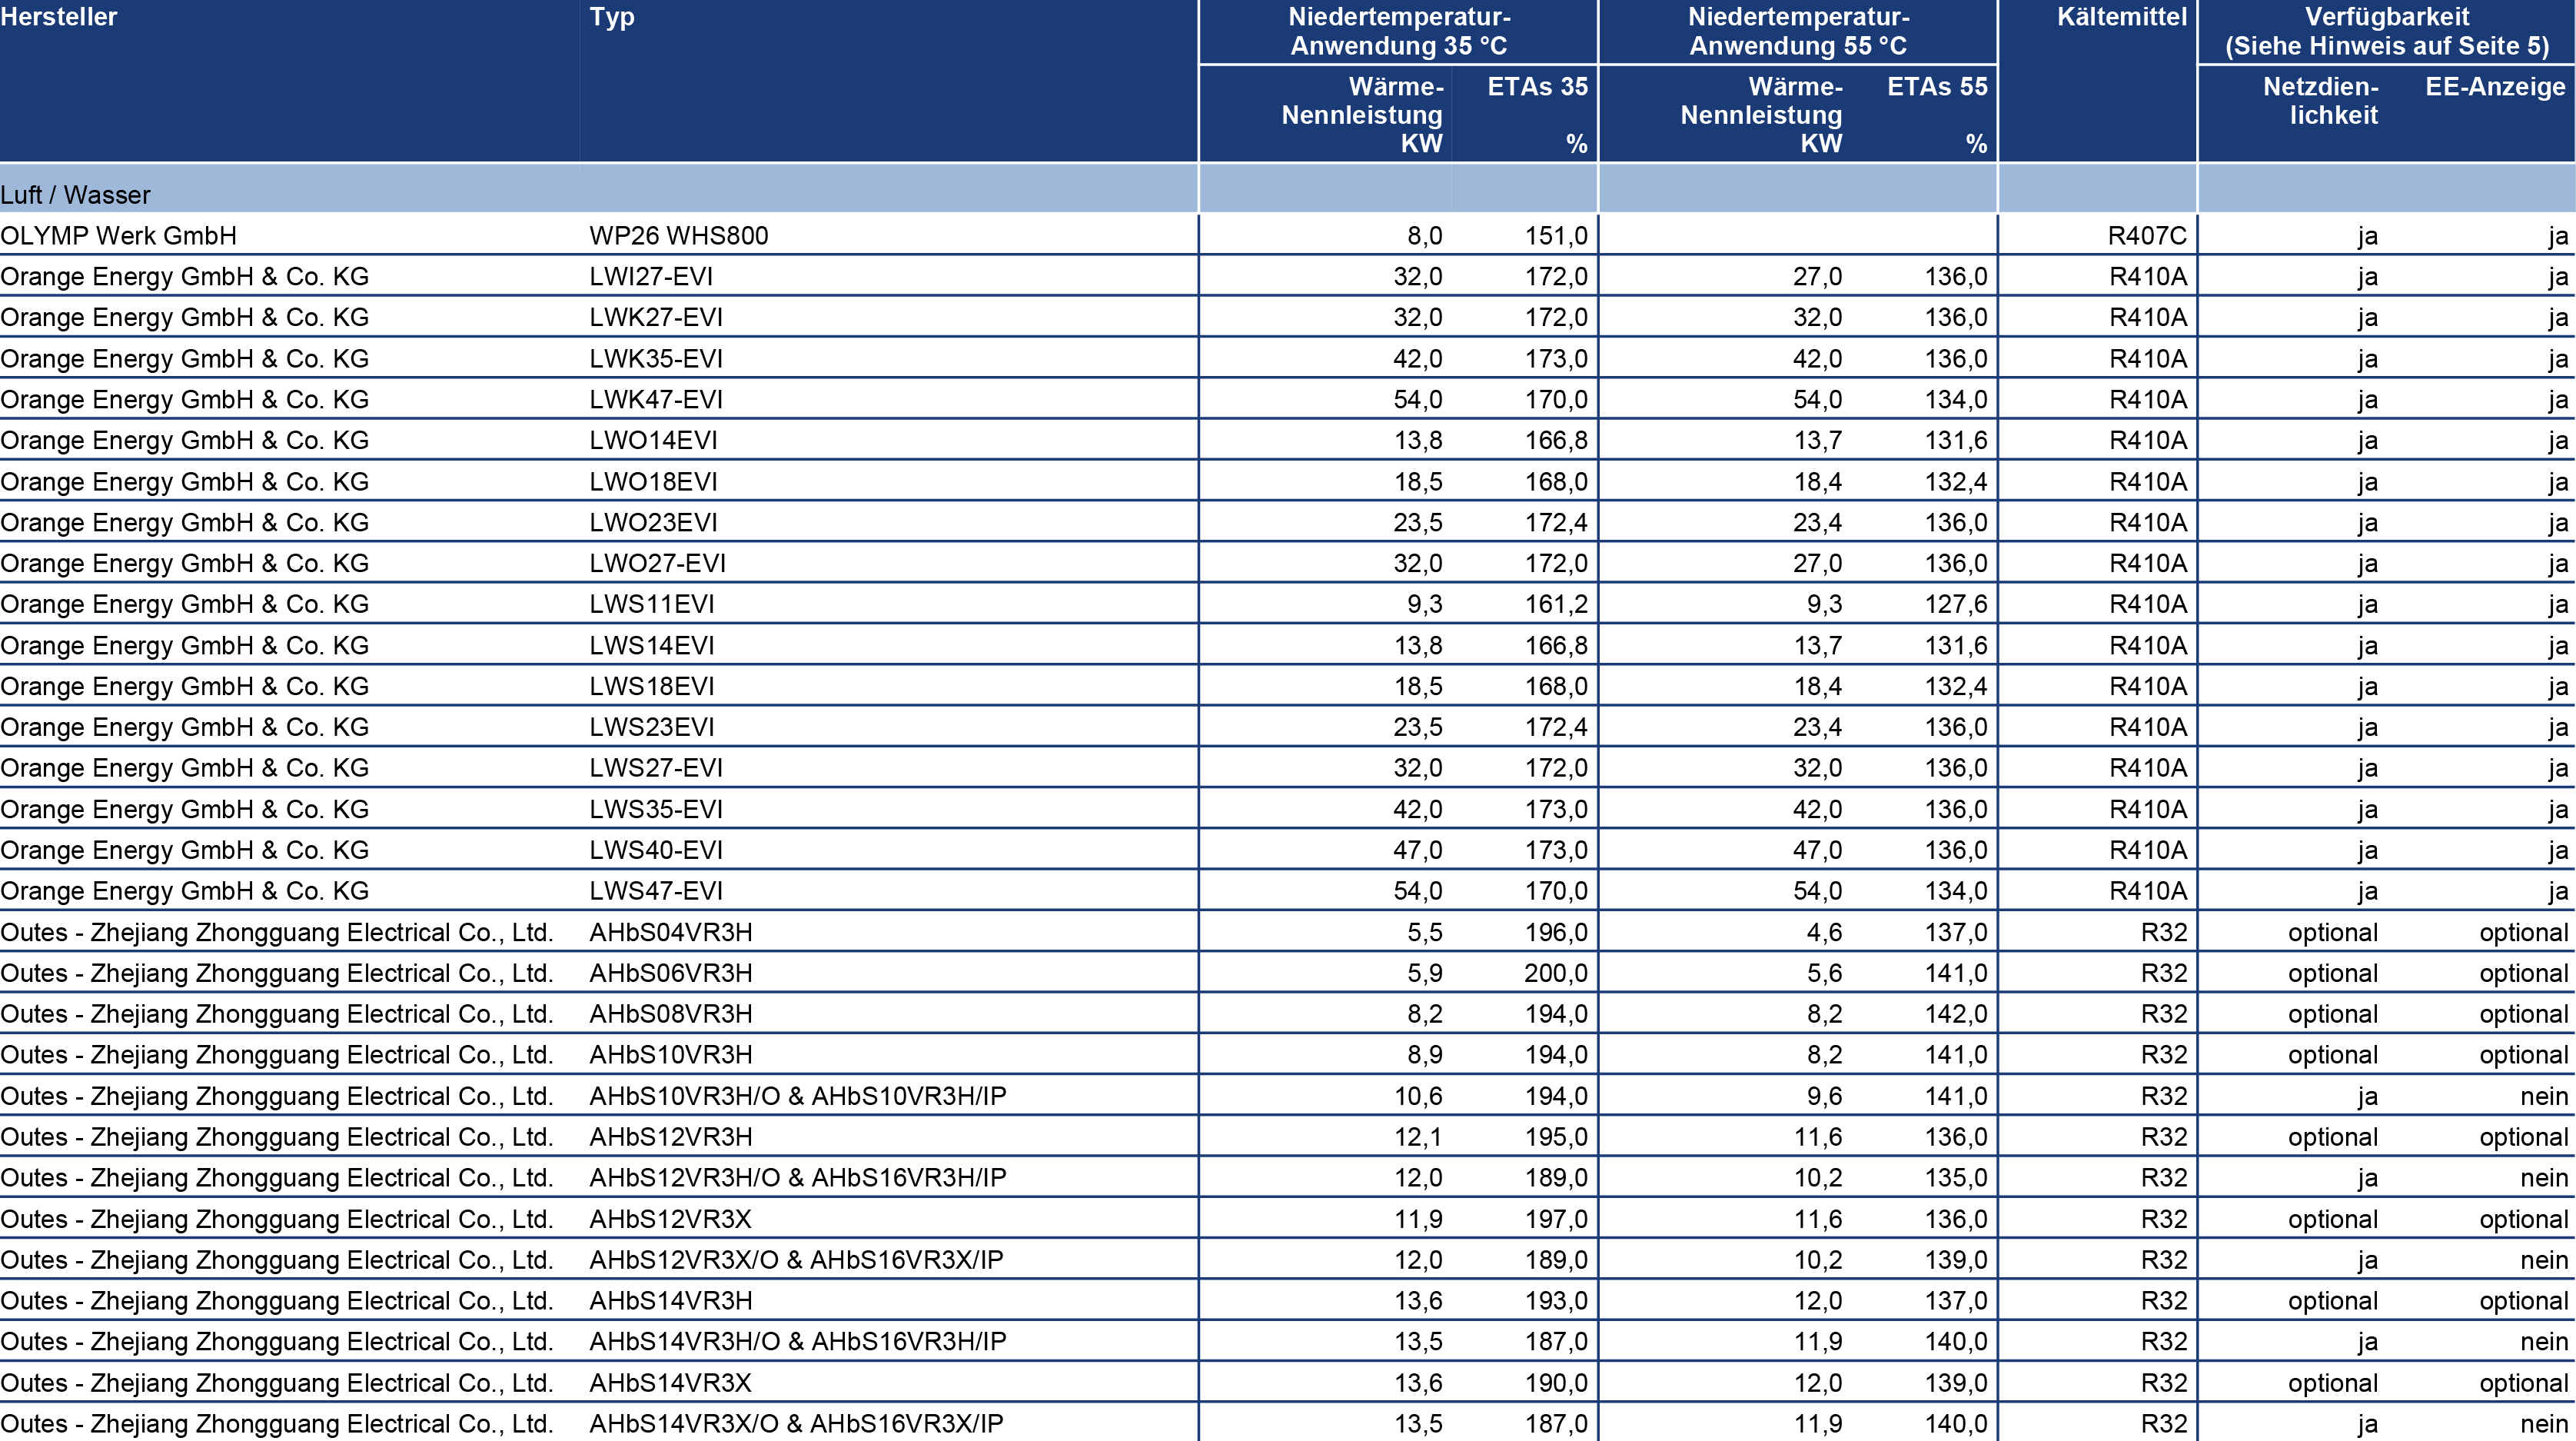 Hersteller Typ Niedertemperatur- Niedertemperatur- Kältemittel Verfügbarkeit
Anwendung 35 °C Anwendung 55 °C (Siehe Hinweis auf Seite 5)
Wärme- ETAs 35 Wärme- ETAs 55 Netzdien- EE-Anzeige
Nennleistung Nennleistung lichkeit
KW % KW %
Luft / Wasser
OLYMP Werk GmbH WP26 WHS800 8,0 151,0 R407C ja ja
Orange Energy GmbH & Co. KG LWI27-EVI 32,0 172,0 27,0 136,0 R410A ja ja
Orange Energy GmbH & Co. KG LWK27-EVI 32,0 172,0 32,0 136,0 R410A ja ja
Orange Energy GmbH & Co. KG LWK35-EVI 42,0 173,0 42,0 136,0 R410A ja ja
Orange Energy GmbH & Co. KG LWK47-EVI 54,0 170,0 54,0 134,0 R410A ja ja
Orange Energy GmbH & Co. KG LWO14EVI 13,8 166,8 13,7 131,6 R410A ja ja
Orange Energy GmbH & Co. KG LWO18EVI 18,5 168,0 18,4 132,4 R410A ja ja
Orange Energy GmbH & Co. KG LWO23EVI 23,5 172,4 23,4 136,0 R410A ja ja
Orange Energy GmbH & Co. KG LWO27-EVI 32,0 172,0 27,0 136,0 R410A ja ja
Orange Energy GmbH & Co. KG LWS11EVI 9,3 161,2 9,3 127,6 R410A ja ja
Orange Energy GmbH & Co. KG LWS14EVI 13,8 166,8 13,7 131,6 R410A ja ja
Orange Energy GmbH & Co. KG LWS18EVI 18,5 168,0 18,4 132,4 R410A ja ja
Orange Energy GmbH & Co. KG LWS23EVI 23,5 172,4 23,4 136,0 R410A ja ja
Orange Energy GmbH & Co. KG LWS27-EVI 32,0 172,0 32,0 136,0 R410A ja ja
Orange Energy GmbH & Co. KG LWS35-EVI 42,0 173,0 42,0 136,0 R410A ja ja
Orange Energy GmbH & Co. KG LWS40-EVI 47,0 173,0 47,0 136,0 R410A ja ja
Orange Energy GmbH & Co. KG LWS47-EVI 54,0 170,0 54,0 134,0 R410A ja ja
Outes - Zhejiang Zhongguang Electrical Co., Ltd. AHbS04VR3H 5,5 196,0 4,6 137,0 R32 optional optional
Outes - Zhejiang Zhongguang Electrical Co., Ltd. AHbS06VR3H 5,9 200,0 5,6 141,0 R32 optional optional
Outes - Zhejiang Zhongguang Electrical Co., Ltd. AHbS08VR3H 8,2 194,0 8,2 142,0 R32 optional optional
Outes - Zhejiang Zhongguang Electrical Co., Ltd. AHbS10VR3H 8,9 194,0 8,2 141,0 R32 optional optional
Outes - Zhejiang Zhongguang Electrical Co., Ltd. AHbS10VR3H/O & AHbS10VR3H/IP 10,6 194,0 9,6 141,0 R32 ja nein
Outes - Zhejiang Zhongguang Electrical Co., Ltd. AHbS12VR3H 12,1 195,0 11,6 136,0 R32 optional optional
Outes - Zhejiang Zhongguang Electrical Co., Ltd. AHbS12VR3H/O & AHbS16VR3H/IP 12,0 189,0 10,2 135,0 R32 ja nein
Outes - Zhejiang Zhongguang Electrical Co., Ltd. AHbS12VR3X 11,9 197,0 11,6 136,0 R32 optional optional
Outes - Zhejiang Zhongguang Electrical Co., Ltd. AHbS12VR3X/O & AHbS16VR3X/IP 12,0 189,0 10,2 139,0 R32 ja nein
Outes - Zhejiang Zhongguang Electrical Co., Ltd. AHbS14VR3H 13,6 193,0 12,0 137,0 R32 optional optional
Outes - Zhejiang Zhongguang Electrical Co., Ltd. AHbS14VR3H/O & AHbS16VR3H/IP 13,5 187,0 11,9 140,0 R32 ja nein
Outes - Zhejiang Zhongguang Electrical Co., Ltd. AHbS14VR3X 13,6 190,0 12,0 139,0 R32 optional optional
Outes - Zhejiang Zhongguang Electrical Co., Ltd. AHbS14VR3X/O & AHbS16VR3X/IP 13,5 187,0 11,9 140,0 R32 ja nein